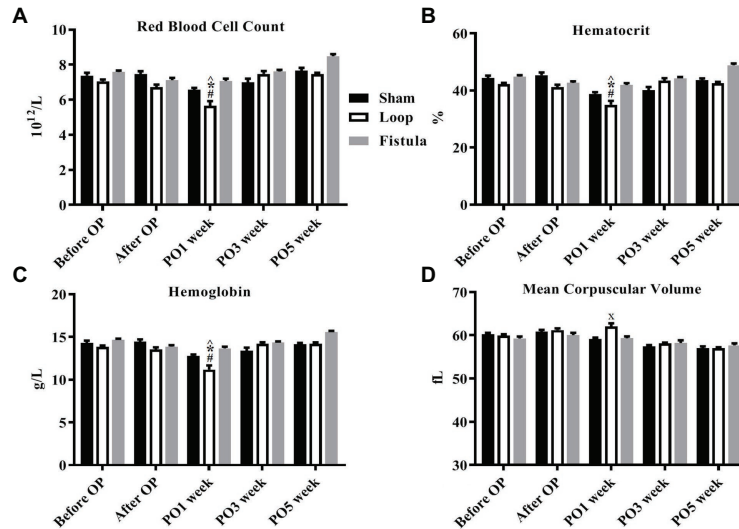 A
Red Blood Cell Count
10
8
6
4
2
0
10¹²/L
^
*
#
Before OP
After OP
PO1 week
PO3 week
PO5 week
Sham
Loop
Fistula
B
Hematocrit
60
40
20
0
%
^
*
#
Before OP
After OP
PO1 week
PO3 week
PO5 week
C
Hemoglobin
20
15
10
5
0
g/L
^
*
#
Before OP
After OP
PO1 week
PO3 week
PO5 week
D
Mean Corpuscular Volume
70
60
50
40
30
fL
x
Before OP
After OP
PO1 week
PO3 week
PO5 week